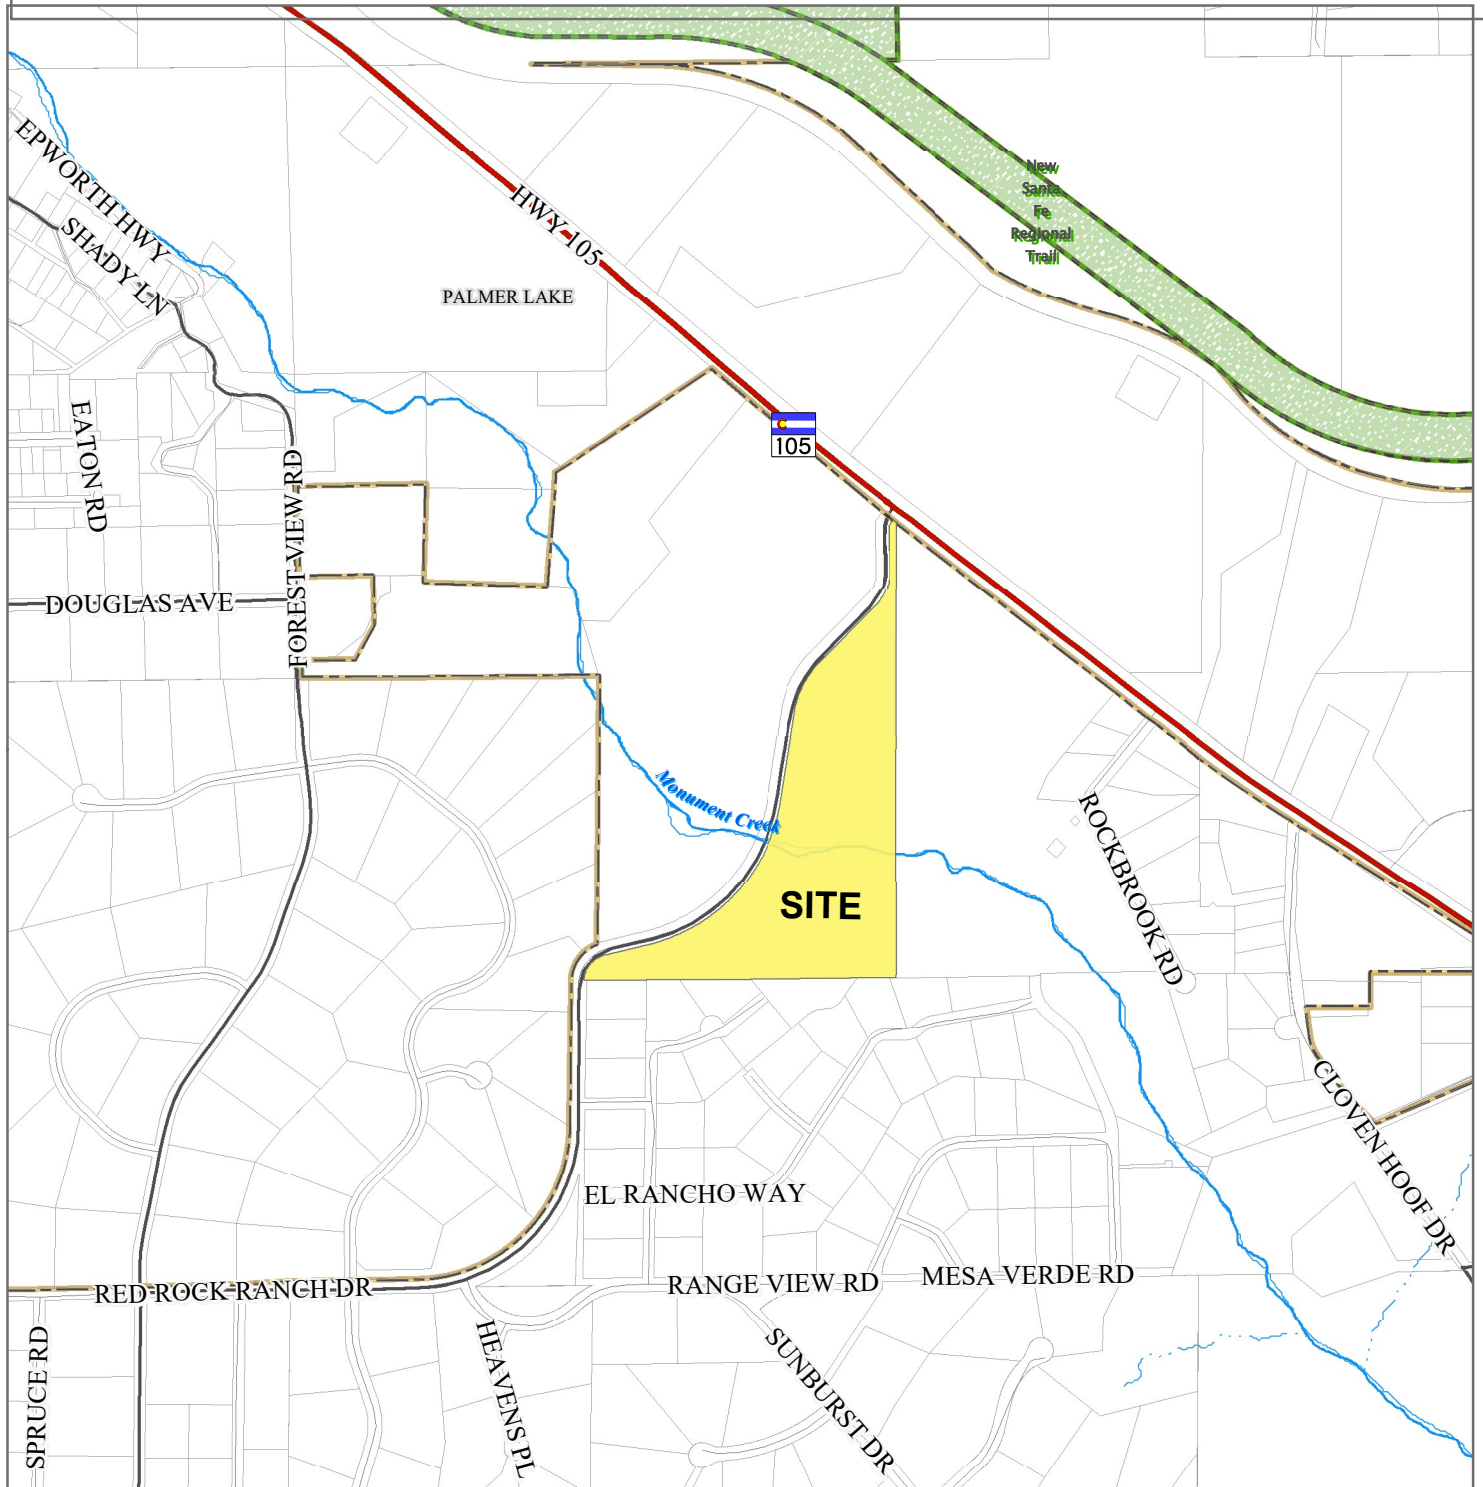 New
Santa
Fe
Regional
Trail
EPWORTH HWY
SHADY LN
HWY 105
PALMER LAKE
105
EATON RD
FOREST VIEW RD
DOUGLAS AVE
Monument Creek
ROCKBROOK RD
SITE
CLOVEN HOOF DR
EL RANCHO WAY
RED ROCK RANCH DR
RANGE VIEW RD
MESA VERDE RD
SPRUCE RD
HEAVENS PL
SUNBURST DR